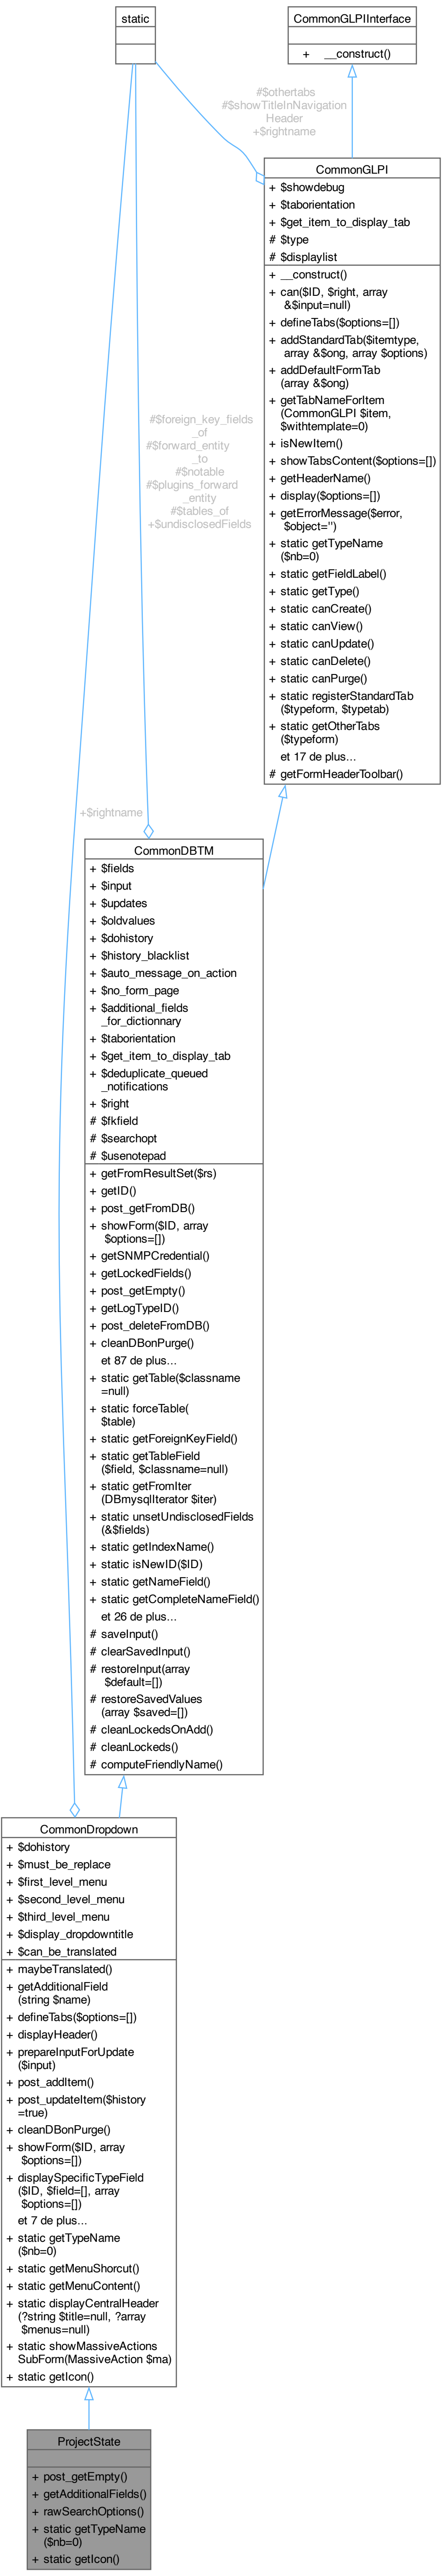 static
CommonGLPIInterface
+ __construct()
#$othertabs
#$showTitleInNavigation
Header
+$rightname
CommonGLPI
+ $showdebug
+ $taborientation
+ $get_item_to_display_tab
# $type
# $displaylist
+ __construct()
+ can($ID, $right, array
&$input=null)
+ defineTabs($options=[])
+ addStandardTab($itemtype,
array &$ong, array $options)
+ addDefaultFormTab
(array &$ong)
+ getTabNameForItem
(CommonGLPI $item,
$withtemplate=0)
+ isNewItem()
+ showTabsContent($options=[])
+ getHeaderName()
+ display($options=[])
+ getErrorMessage($error,
$object='')
+ static getTypeName
($nb=0)
+ static getFieldLabel()
+ static getType()
+ static canCreate()
+ static canView()
+ static canUpdate()
+ static canDelete()
+ static canPurge()
+ static registerStandardTab
($typeform, $typetab)
+ static getOtherTabs
($typeform)
et 17 de plus...
# getFormHeaderToolbar()
#$foreign_key_fields
_of
#$forward_entity
_to
#$notable
#$plugins_forward
_entity
#$tables_of
+$undisclosedFields
+$rightname
CommonDBTM
+ $fields
+ $input
+ $updates
+ $oldvalues
+ $dohistory
+ $history_blacklist
+ $auto_message_on_action
+ $no_form_page
+ $additional_fields
_for_dictionnary
+ $taborientation
+ $get_item_to_display_tab
+ $deduplicate_queued
_notifications
+ $right
# $fkfield
# $searchopt
# $usenotepad
+ getFromResultSet($rs)
+ getID()
+ post_getFromDB()
+ showForm($ID, array
$options=[])
+ getSNMPCredential()
+ getLockedFields()
+ post_getEmpty()
+ getLogTypeID()
+ post_deleteFromDB()
+ cleanDBonPurge()
et 87 de plus...
+ static getTable($classname
=null)
+ static forceTable(
$table)
+ static getForeignKeyField()
+ static getTableField
($field, $classname=null)
+ static getFromIter
(DBmysqlIterator $iter)
+ static unsetUndisclosedFields
(&$fields)
+ static getIndexName()
+ static isNewID($ID)
+ static getNameField()
+ static getCompleteNameField()
et 26 de plus...
# saveInput()
# clearSavedInput()
# restoreInput(array
$default=[])
# restoreSavedValues
(array $saved=[])
# cleanLockedsOnAdd()
# cleanLockeds()
# computeFriendlyName()
CommonDropdown
+ $dohistory
+ $must_be_replace
+ $first_level_menu
+ $second_level_menu
+ $third_level_menu
+ $display_dropdowntitle
+ $can_be_translated
+ maybeTranslated()
+ getAdditionalField
(string $name)
+ defineTabs($options=[])
+ displayHeader()
+ prepareInputForUpdate
($input)
+ post_addItem()
+ post_updateItem($history
=true)
+ cleanDBonPurge()
+ showForm($ID, array
$options=[])
+ displaySpecificTypeField
($ID, $field=[], array
$options=[])
et 7 de plus...
+ static getTypeName
($nb=0)
+ static getMenuShorcut()
+ static getMenuContent()
+ static displayCentralHeader
(?string $title=null, ?array
$menus=null)
+ static showMassiveActions
SubForm(MassiveAction $ma)
+ static getIcon()
ProjectState
+ post_getEmpty()
+ getAdditionalFields()
+ rawSearchOptions()
+ static getTypeName
($nb=0)
+ static getIcon()